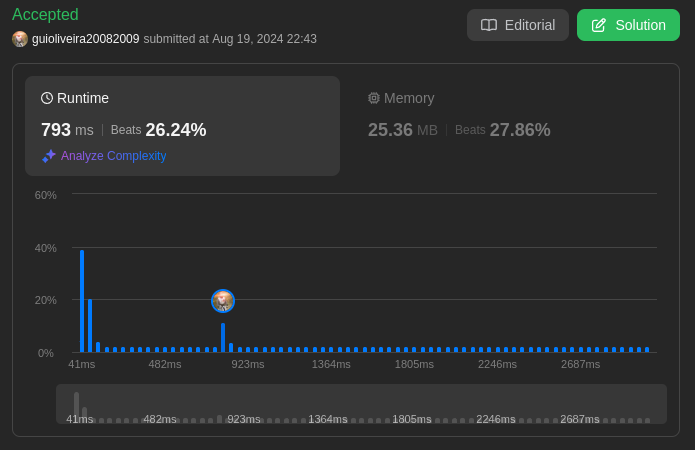 Accepted
guioliveira20082009 submitted at Aug 19, 2024 22:43
Editorial
Solution
Runtime
793 ms | Beats 26.24%
Analyze Complexity
Memory
25.36 MB | Beats 27.86%
60%
40%
20%
0%
41ms 482ms 923ms 1364ms 1805ms 2246ms 2687ms
41ms 482ms 923ms 1364ms 1805ms 2246ms 2687ms